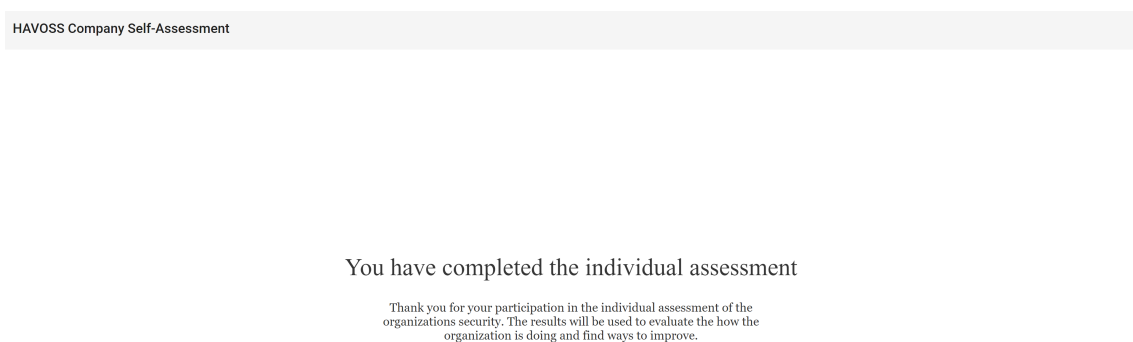 HAVOSS Company Self-Assessment
You have completed the individual assessment
Thank you for your participation in the individual assessment of the
organizations security. The results will be used to evaluate the how the
organization is doing and find ways to improve.